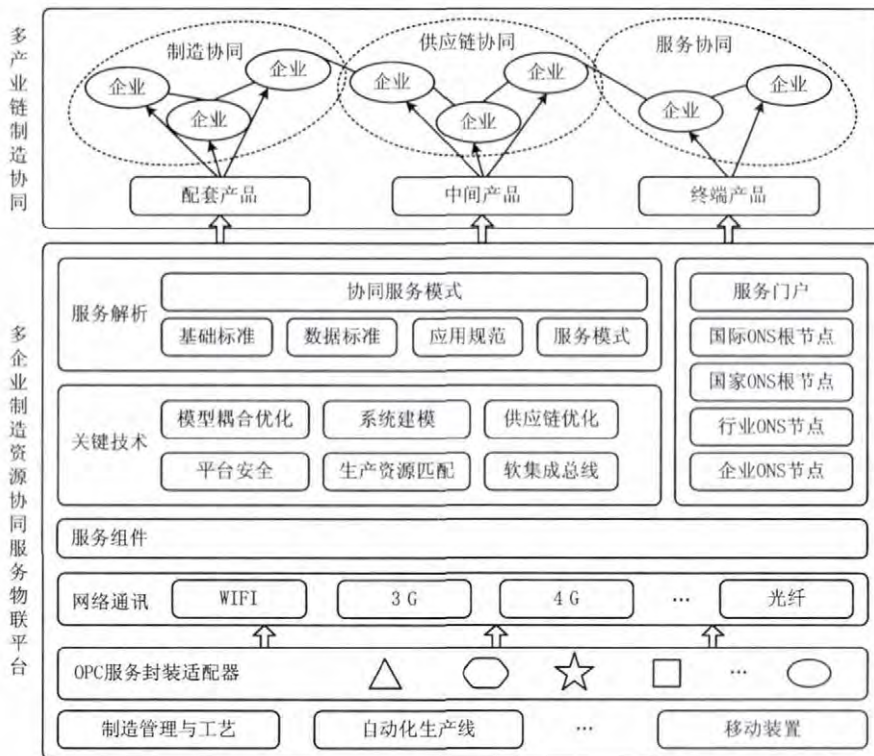 多产业链制造协同
制造协同
供应链协同
服务协同
企业
企业
企业
企业
企业
企业
企业
企业
配套产品
中间产品
终端产品
多企业制造资源协同服务物联平台
服务解析
协同服务模式
基础标准
数据标准
应用规范
服务模式
关键技术
模型耦合优化
系统建模
供应链优化
平台安全
生产资源匹配
软集成总线
服务门户
国际ONS根节点
国家ONS根节点
行业ONS节点
企业ONS节点
服务组件
网络通讯
WIFI
3G
4G
…
光纤
OPC服务封装适配器
…
制造管理与工艺
自动化生产线
…
移动装置